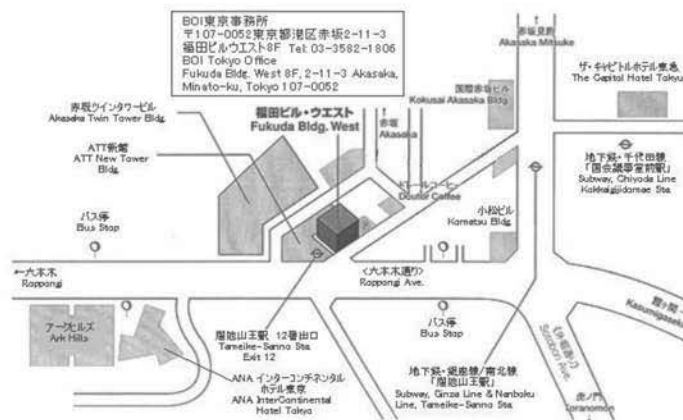 BOI東京事務所
〒107-0052東京都港区赤坂2-11-3
福田ビルウエスト8F Tel: 03-3582-1806
BOI Tokyo Office
Fukuda Bldg. West 8F, 2-11-3 Akasaka,
Minato-ku, Tokyo 107-0052
赤坂見附
Akasaka Mitsuke
ザ・キャピトルホテル東急
The Capitol Hotel Tokyu
国際赤坂ビル
Kokusai Akasaka Bldg.
赤坂ツインタワービル
Akasaka Twin Tower Bldg.
福田ビル・ウエスト
Fukuda Bldg. West
赤坂
Akasaka
ATT新館
ATT New Tower
Bldg.
ドトールコーヒー
Doutor Coffee
地下鉄・千代田線
「国会議事堂前駅」
Subway, Chiyoda Line
Kokkaigijidomae Sta.
バス停
Bus Stop
小松ビル
Komatsu Bldg.
←六本木
Roppongi
<六本木通り>
Roppongi Ave.
霞ヶ関
Kasumigaseki
アークヒルズ
Ark Hills
溜池山王駅 12番出口
Tameike-Sanno Sta.
Exit 12
バス停
Bus Stop
Sotobori Ave.
ANA インターコンチネンタル
ホテル東京
ANA InterContinental
Hotel Tokyo
地下鉄・銀座線/南北線
「溜池山王駅」
Subway, Ginza Line & Nanboku
Line, Tameike-Sanno Sta.
虎ノ門
Toranomon